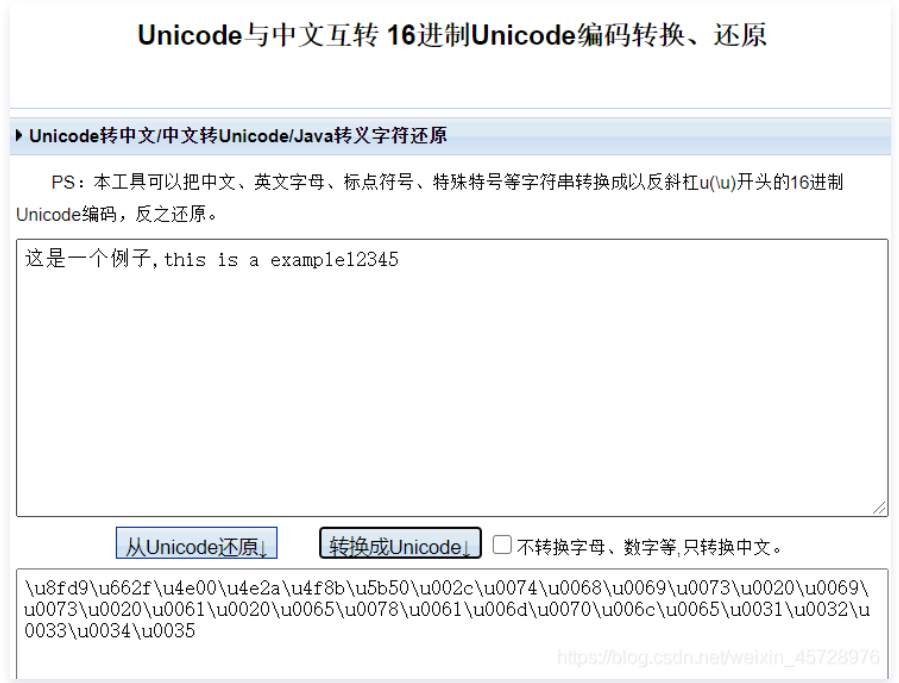 Unicode与中文互转 16进制Unicode编码转换、还原
Unicode转中文/中文转Unicode/Java转义字符还原
PS：本工具可以把中文、英文字母、标点符号、特殊特号等字符串转换成以反斜杠u(\u)开头的16进制
Unicode编码，反之还原。
这是一个例子,this is a example12345
从Unicode还原↓ 转换成Unicode↓ 不转换字母、数字等,只转换中文。
\u8fd9\u662f\u4e00\u4e2a\u4f8b\u5b50\u002c\u0074\u0068\u0069\u0073\u0020\u0069\
u0073\u0020\u0061\u0020\u0065\u0078\u0061\u006d\u0070\u006c\u0065\u0031\u0032\u
0033\u0034\u0035
https://blog.csdn.net/weixin_45728976